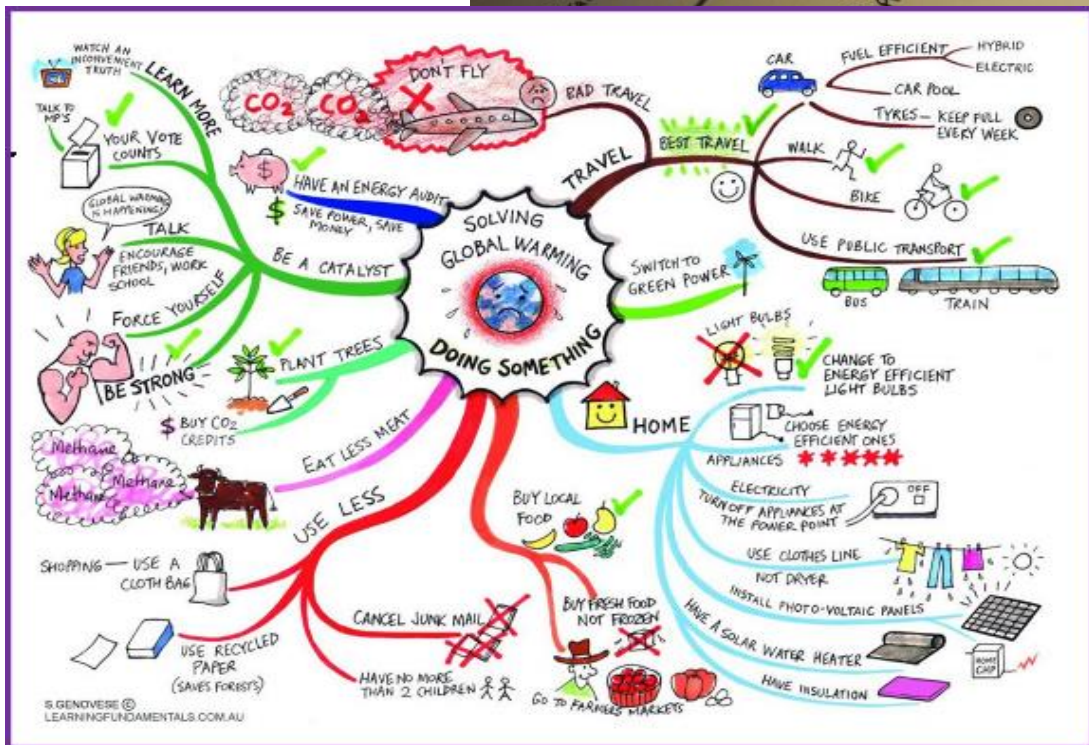 SOLVING
GLOBAL WARMING
DOING SOMETHING
TRAVEL
BAD TRAVEL
DON'T FLY
CO2
CO2
BEST TRAVEL
CAR
FUEL EFFICIENT
HYBRID
ELECTRIC
CAR POOL
TYRES – KEEP FULL
EVERY WEEK
WALK
BIKE
USE PUBLIC TRANSPORT
BUS
TRAIN
SWITCH TO
GREEN POWER
HOME
LIGHT BULBS
CHANGE TO
ENERGY EFFICIENT
LIGHT BULBS
CHOOSE ENERGY
EFFICIENT ONES
APPLIANCES
ELECTRICITY
TURN OFF APPLIANCES AT
THE POWER POINT
OFF
USE CLOTHES LINE
NOT DRYER
INSTALL PHOTO-VOLTAIC PANELS
HAVE A SOLAR WATER HEATER
HAVE INSULATION
BUY LOCAL
FOOD
BUY FRESH FOOD
NOT FROZEN
GO TO FARMERS MARKETS
USE LESS
CANCEL JUNK MAIL
HAVE NO MORE
THAN 2 CHILDREN
SHOPPING — USE A
CLOTH BAG
USE RECYCLED
PAPER
(SAVES FORESTS)
EAT LESS MEAT
Methane
Methane
Methane
PLANT TREES
$ BUY CO2
CREDITS
BE A CATALYST
LEARN MORE
WATCH AN
INCONVENIENT
TRUTH
YOUR VOTE
COUNTS
TALK TO
MP'S
TALK
ENCOURAGE
FRIENDS, WORK
SCHOOL
GLOBAL WARMING
IS HAPPENING!
FORCE YOURSELF
BE STRONG
HAVE AN ENERGY AUDIT
$ SAVE POWER, SAVE
MONEY
$
S.GENOVESE ©
LEARNINGFUNDAMENTALS.COM.AU